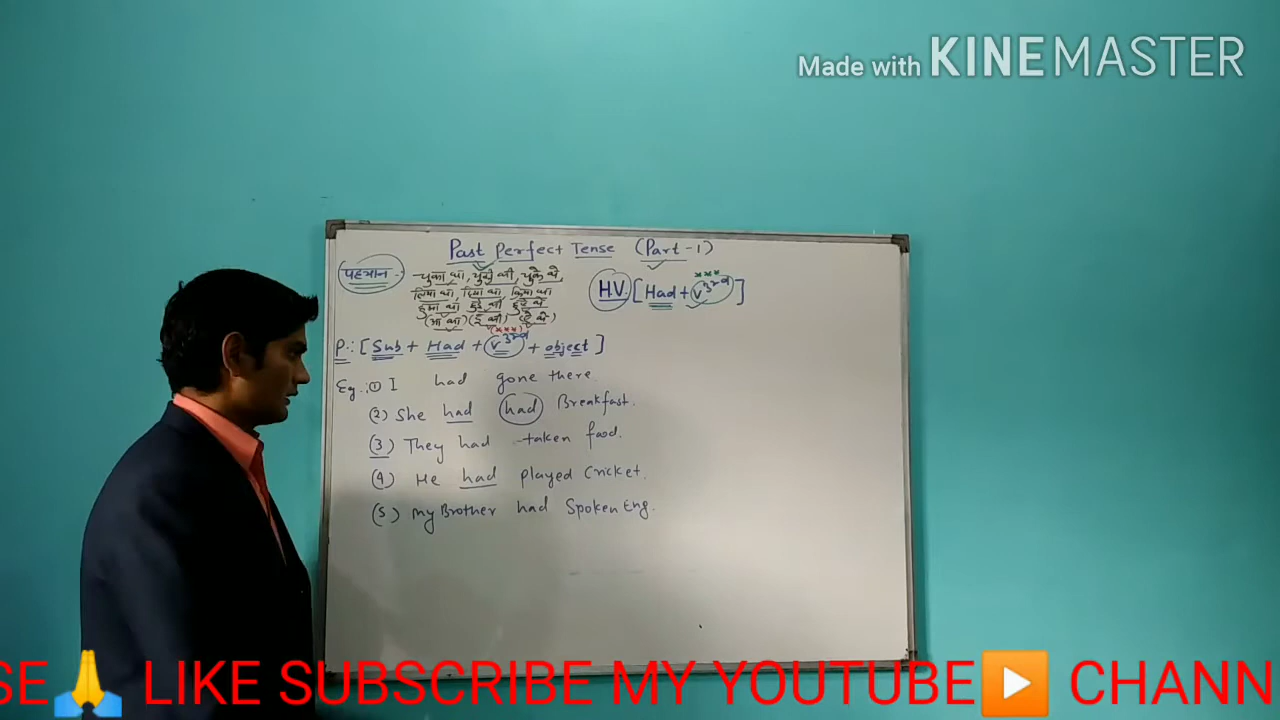 Made with KINEMASTER
Past Perfect Tense (Part-1)
पहचान :-
चुका था, चुकी थी, चुके थे,
लिया था, दिया था, किया था
हुआ था हुई थी हुए थे
(आ था) (ई थी) (ए थे)
H.V. [Had + V3rd]
***
(***)
P:: [Sub + Had + V3rd + object]
Eg.:① I had gone there.
(2) She had had Breakfast.
(3) They had taken food.
(4) He had played Cricket.
(5) My Brother had Spoken Eng.
SE🙏 LIKE SUBSCRIBE MY YOUTUBE▶️ CHANN